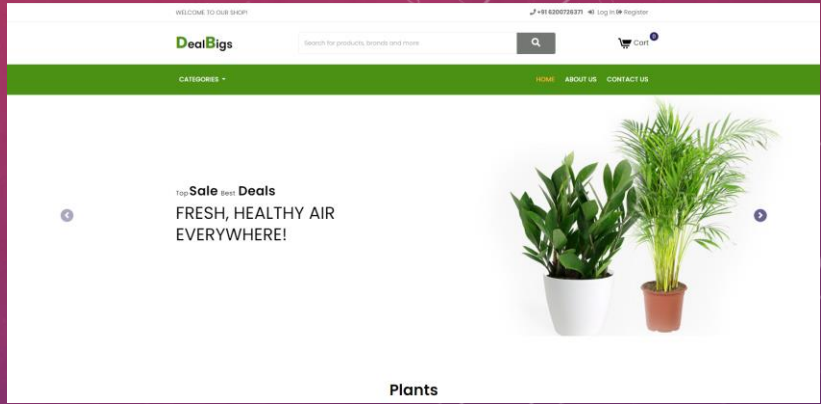 WELCOME TO OUR SHOP!
+91 6200726371 Log In Register
DealBigs
Search for products, brands and more
Cart 0
CATEGORIES
HOME ABOUT US CONTACT US
Top Sale Best Deals
FRESH, HEALTHY AIR
EVERYWHERE!
Plants